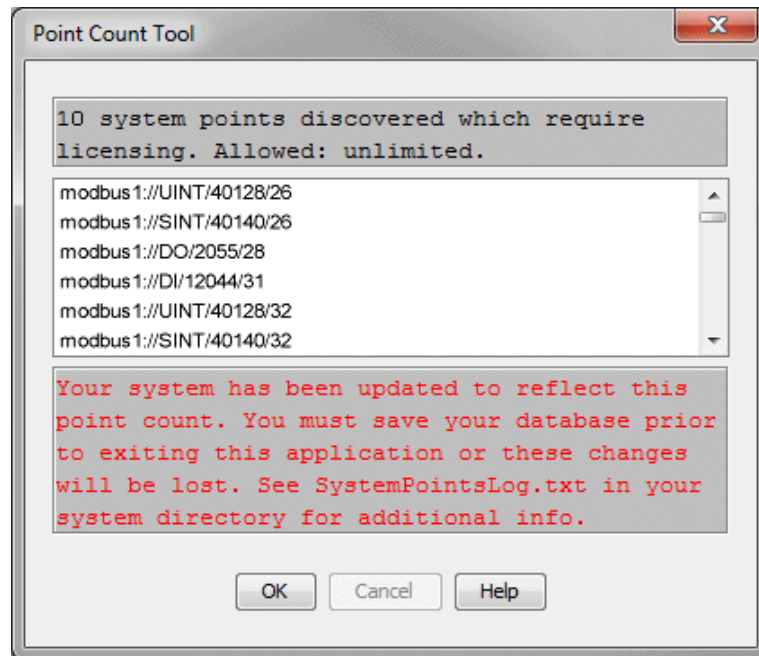 Point Count Tool
10 system points discovered which require
licensing. Allowed: unlimited.
modbus1://UINT/40128/26
modbus1://SINT/40140/26
modbus1://DO/2055/28
modbus1://DI/12044/31
modbus1://UINT/40128/32
modbus1://SINT/40140/32
Your system has been updated to reflect this
point count. You must save your database prior
to exiting this application or these changes
will be lost. See SystemPointsLog.txt in your
system directory for additional info.
OK Cancel Help